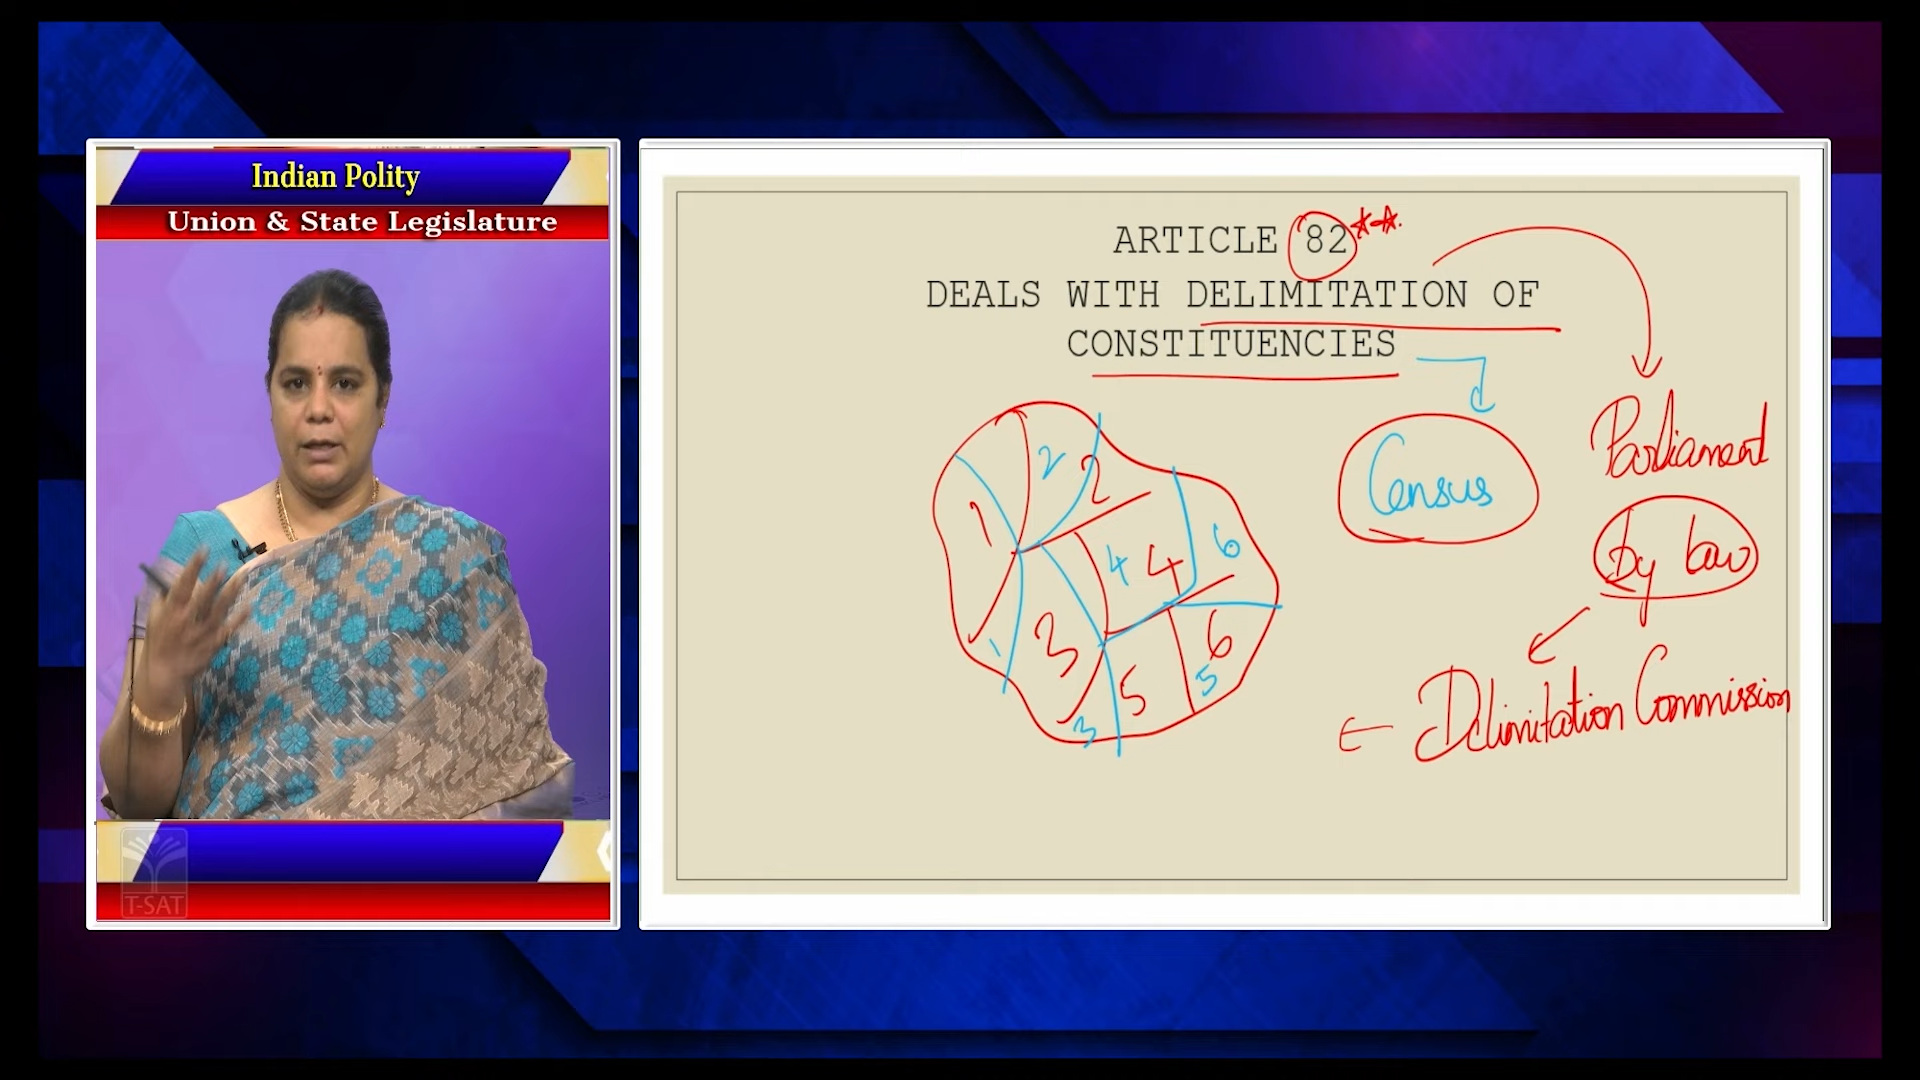 Indian Polity
Union & State Legislature
T-SAT
ARTICLE 82
DEALS WITH DELIMITATION OF
CONSTITUENCIES
Census
Parliament
by law
Delimitation Commission
1
2
2
4
4
6
1
3
3
5
6
5